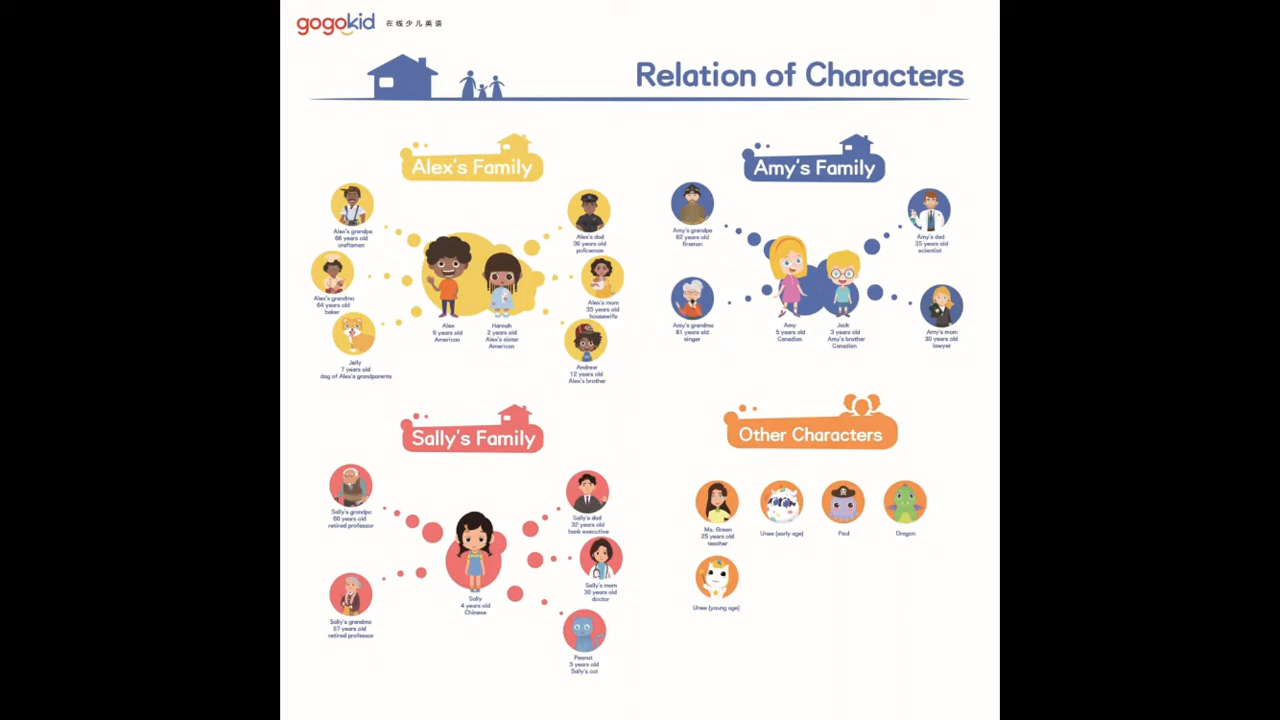 gogokid 在线少儿英语
Relation of Characters
Alex's Family
Alex's grandpa
66 years old
craftsman
Alex's grandma
64 years old
baker
Jelly
7 years old
dog of Alex's grandparents
Alex
6 years old
American
Hannah
2 years old
Alex's sister
American
Alex's dad
36 years old
policeman
Alex's mom
35 years old
housewife
Andrew
12 years old
Alex's brother
Amy's Family
Amy's grandpa
62 years old
fireman
Amy's grandma
61 years old
singer
Amy
5 years old
Canadian
Jack
3 years old
Amy's brother
Canadian
Amy's dad
35 years old
scientist
Amy's mom
30 years old
lawyer
Sally's Family
Sally's grandpa
60 years old
retired professor
Sally's grandma
57 years old
retired professor
Sally
4 years old
Chinese
Sally's dad
32 years old
bank executive
Sally's mom
30 years old
doctor
Peanut
3 years old
Sally's cat
Other Characters
Ms. Green
25 years old
teacher
(early age)
Paul
Dragon
(young age)